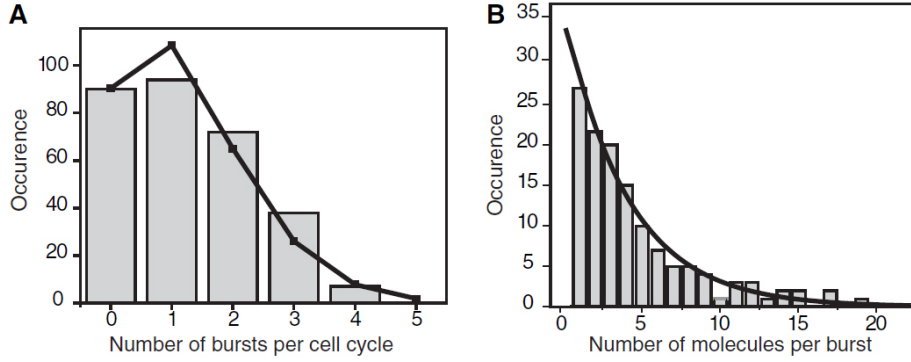 A
Occurence
100
80
60
40
20
0
0 1 2 3 4 5
Number of bursts per cell cycle
B
Occurence
35
30
25
20
15
10
5
0
0 5 10 15 20
Number of molecules per burst